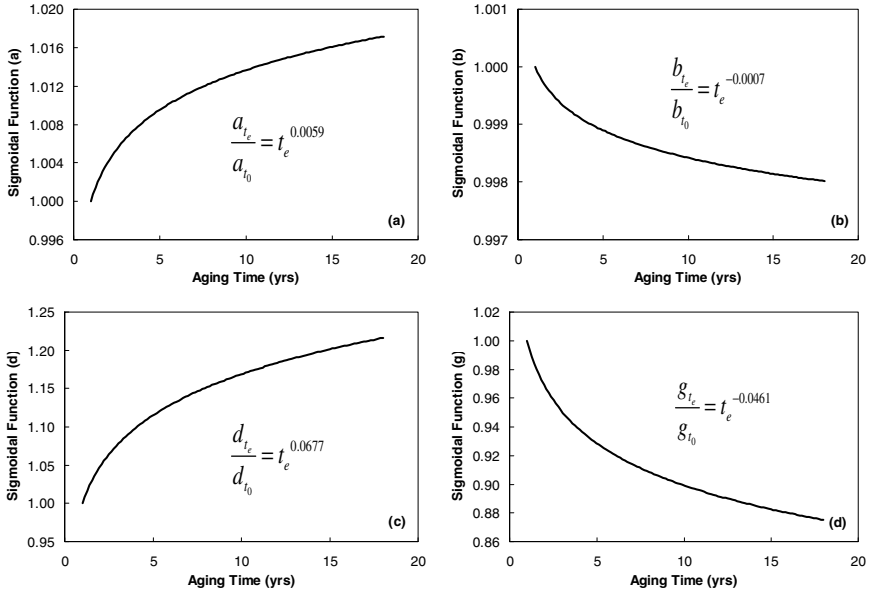 Sigmoidal Function (a)
1.020
1.016
1.012
1.008
1.004
1.000
0.996
a_{t_e} / a_{t_0} = t_e^{0.0059}
(a)
0 5 10 15 20
Aging Time (yrs)
Sigmoidal Function (b)
1.001
1.000
0.999
0.998
0.997
b_{t_e} / b_{t_0} = t_e^{-0.0007}
(b)
0 5 10 15 20
Aging Time (yrs)
Sigmoidal Function (d)
1.25
1.20
1.15
1.10
1.05
1.00
0.95
d_{t_e} / d_{t_0} = t_e^{0.0677}
(c)
0 5 10 15 20
Aging Time (yrs)
Sigmoidal Function (g)
1.02
1.00
0.98
0.96
0.94
0.92
0.90
0.88
0.86
g_{t_e} / g_{t_0} = t_e^{-0.0461}
(d)
0 5 10 15 20
Aging Time (yrs)